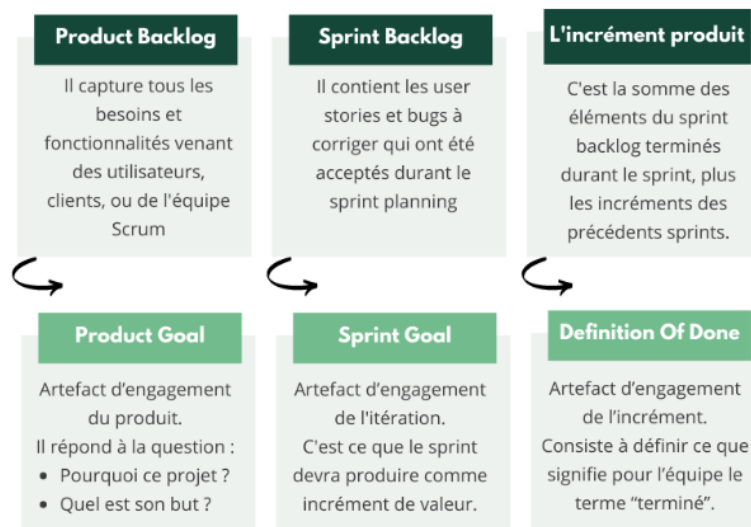 Product Backlog
Il capture tous les
besoins et
fonctionnalités venant
des utilisateurs,
clients, ou de l'équipe
Scrum
Sprint Backlog
Il contient les user
stories et bugs à
corriger qui ont été
acceptés durant le
sprint planning
L'incrément produit
C'est la somme des
éléments du sprint
backlog terminés
durant le sprint, plus
les incréments des
précédents sprints.
Product Goal
Artefact d'engagement
du produit.
Il répond à la question :
• Pourquoi ce projet ?
• Quel est son but ?
Sprint Goal
Artefact d'engagement
de l'itération.
C'est ce que le sprint
devra produire comme
incrément de valeur.
Definition Of Done
Artefact d'engagement
de l'incrément.
Consiste à définir ce que
signifie pour l'équipe le
terme “terminé”.